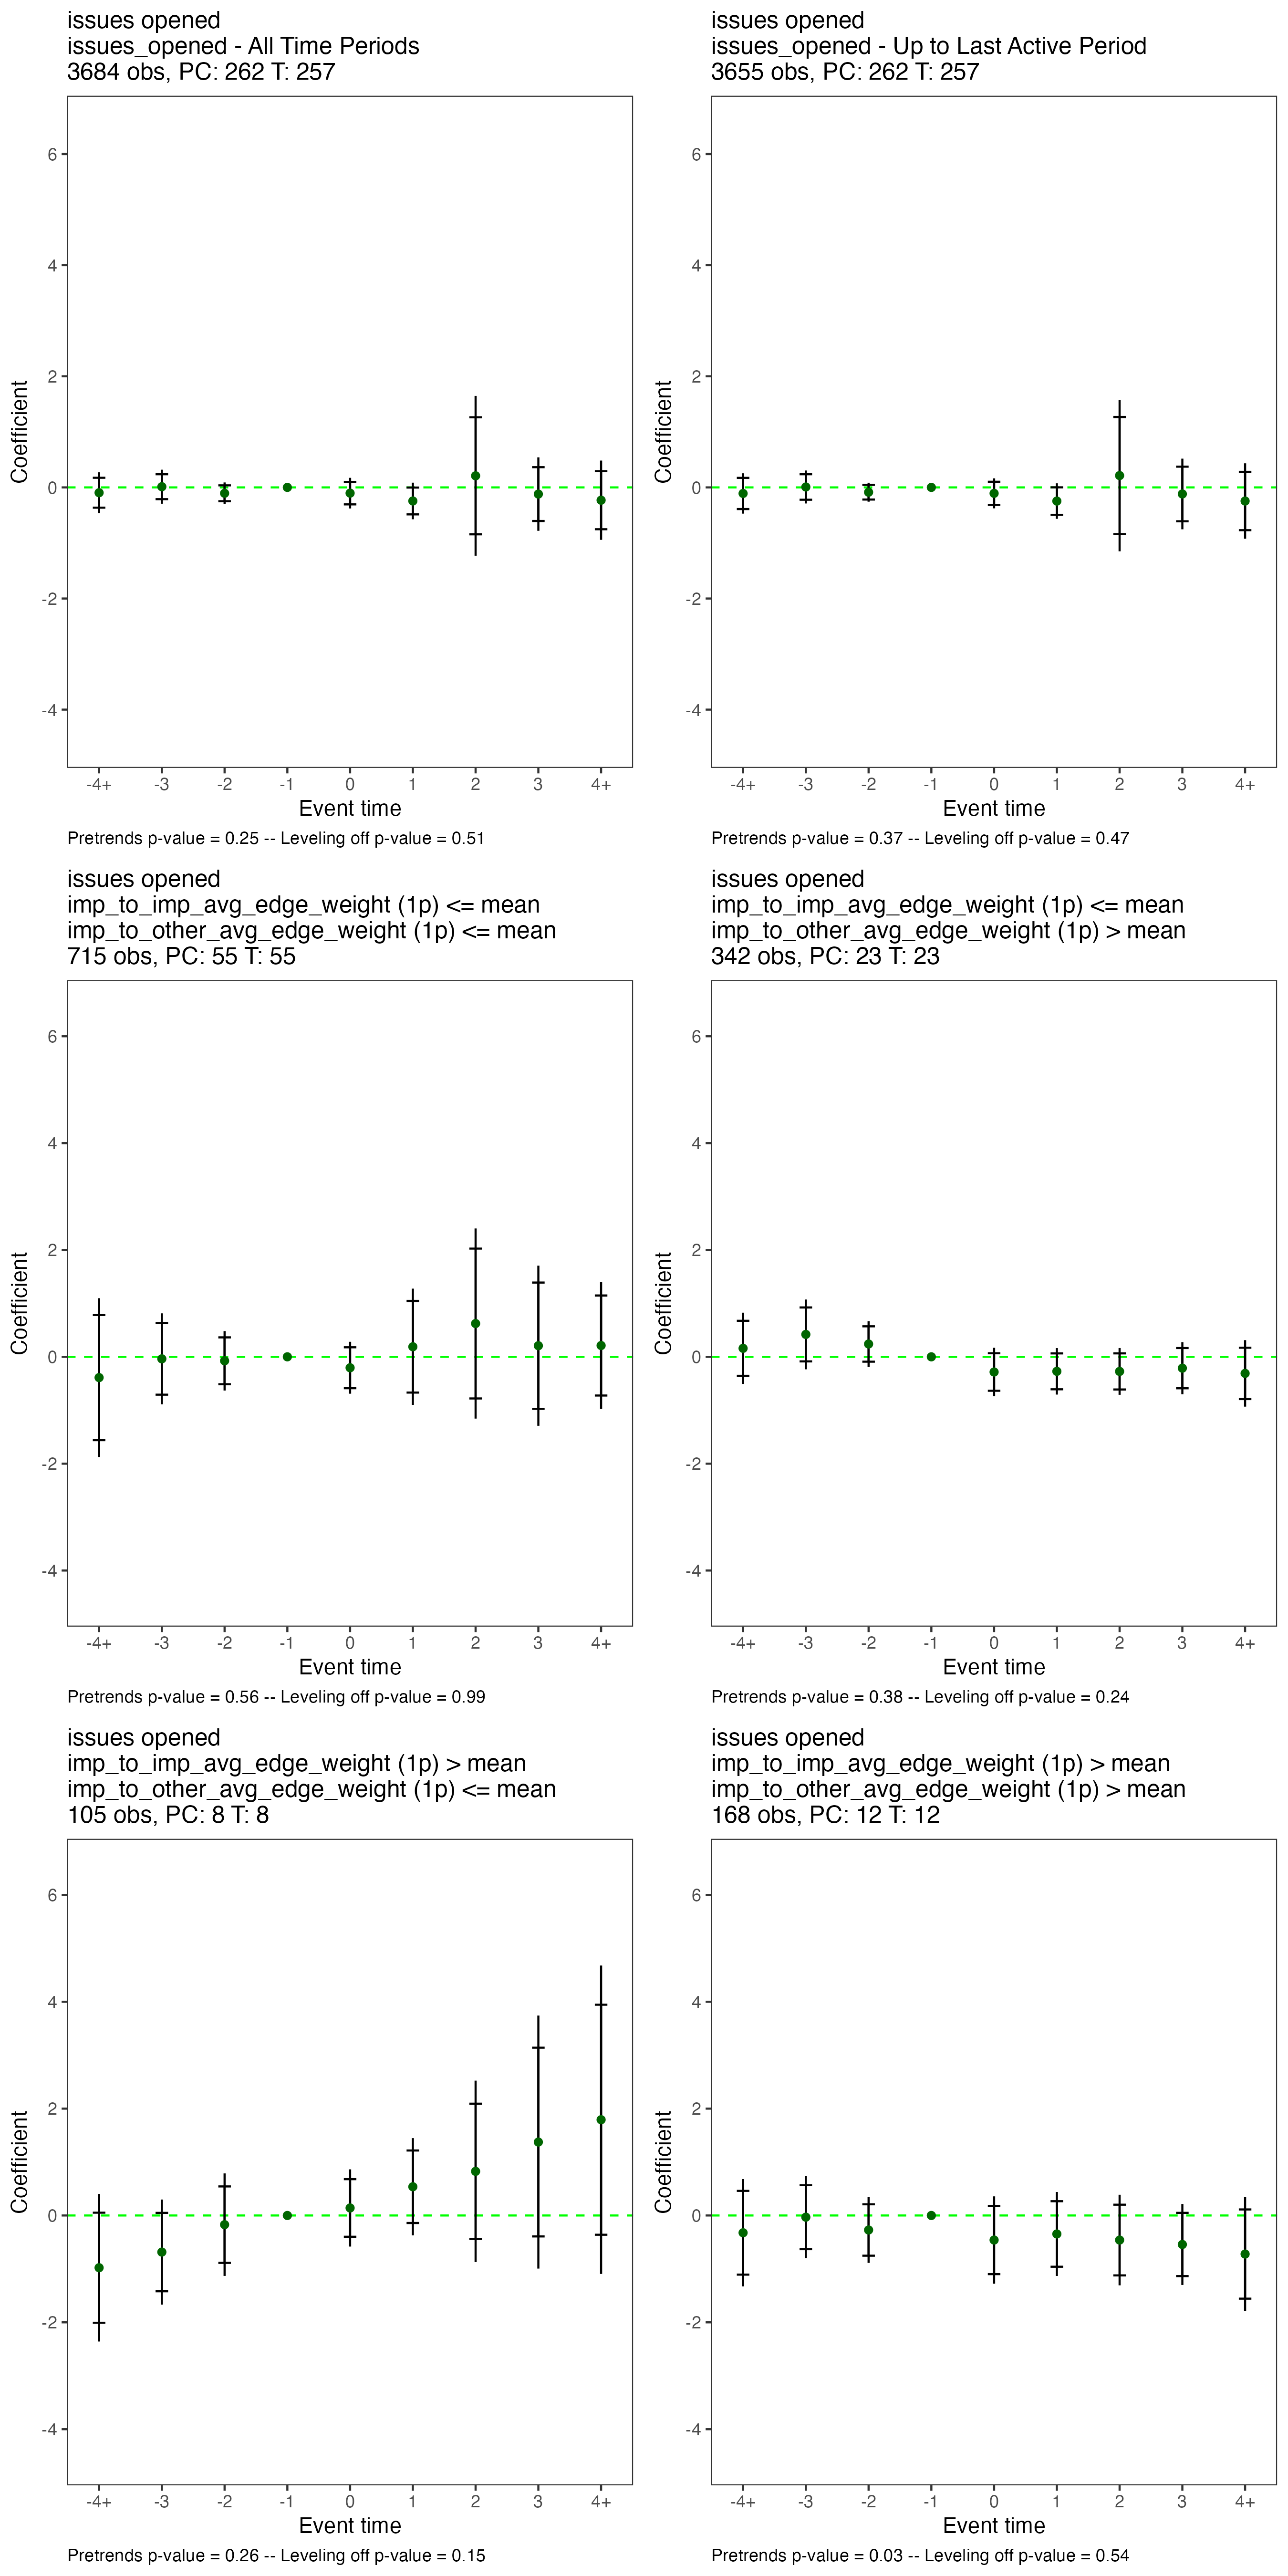 issues opened
issues_opened - All Time Periods
3684 obs, PC: 262 T: 257
6
4
2
0
-2
-4
Coefficient
-4+ -3 -2 -1 0 1 2 3 4+
Event time
Pretrends p-value = 0.25 -- Leveling off p-value = 0.51
issues opened
issues_opened - Up to Last Active Period
3655 obs, PC: 262 T: 257
6
4
2
0
-2
-4
Coefficient
-4+ -3 -2 -1 0 1 2 3 4+
Event time
Pretrends p-value = 0.37 -- Leveling off p-value = 0.47
issues opened
imp_to_imp_avg_edge_weight (1p) <= mean
imp_to_other_avg_edge_weight (1p) <= mean
715 obs, PC: 55 T: 55
6
4
2
0
-2
-4
Coefficient
-4+ -3 -2 -1 0 1 2 3 4+
Event time
Pretrends p-value = 0.56 -- Leveling off p-value = 0.99
issues opened
imp_to_imp_avg_edge_weight (1p) <= mean
imp_to_other_avg_edge_weight (1p) > mean
342 obs, PC: 23 T: 23
6
4
2
0
-2
-4
Coefficient
-4+ -3 -2 -1 0 1 2 3 4+
Event time
Pretrends p-value = 0.38 -- Leveling off p-value = 0.24
issues opened
imp_to_imp_avg_edge_weight (1p) > mean
imp_to_other_avg_edge_weight (1p) <= mean
105 obs, PC: 8 T: 8
6
4
2
0
-2
-4
Coefficient
-4+ -3 -2 -1 0 1 2 3 4+
Event time
Pretrends p-value = 0.26 -- Leveling off p-value = 0.15
issues opened
imp_to_imp_avg_edge_weight (1p) > mean
imp_to_other_avg_edge_weight (1p) > mean
168 obs, PC: 12 T: 12
6
4
2
0
-2
-4
Coefficient
-4+ -3 -2 -1 0 1 2 3 4+
Event time
Pretrends p-value = 0.03 -- Leveling off p-value = 0.54